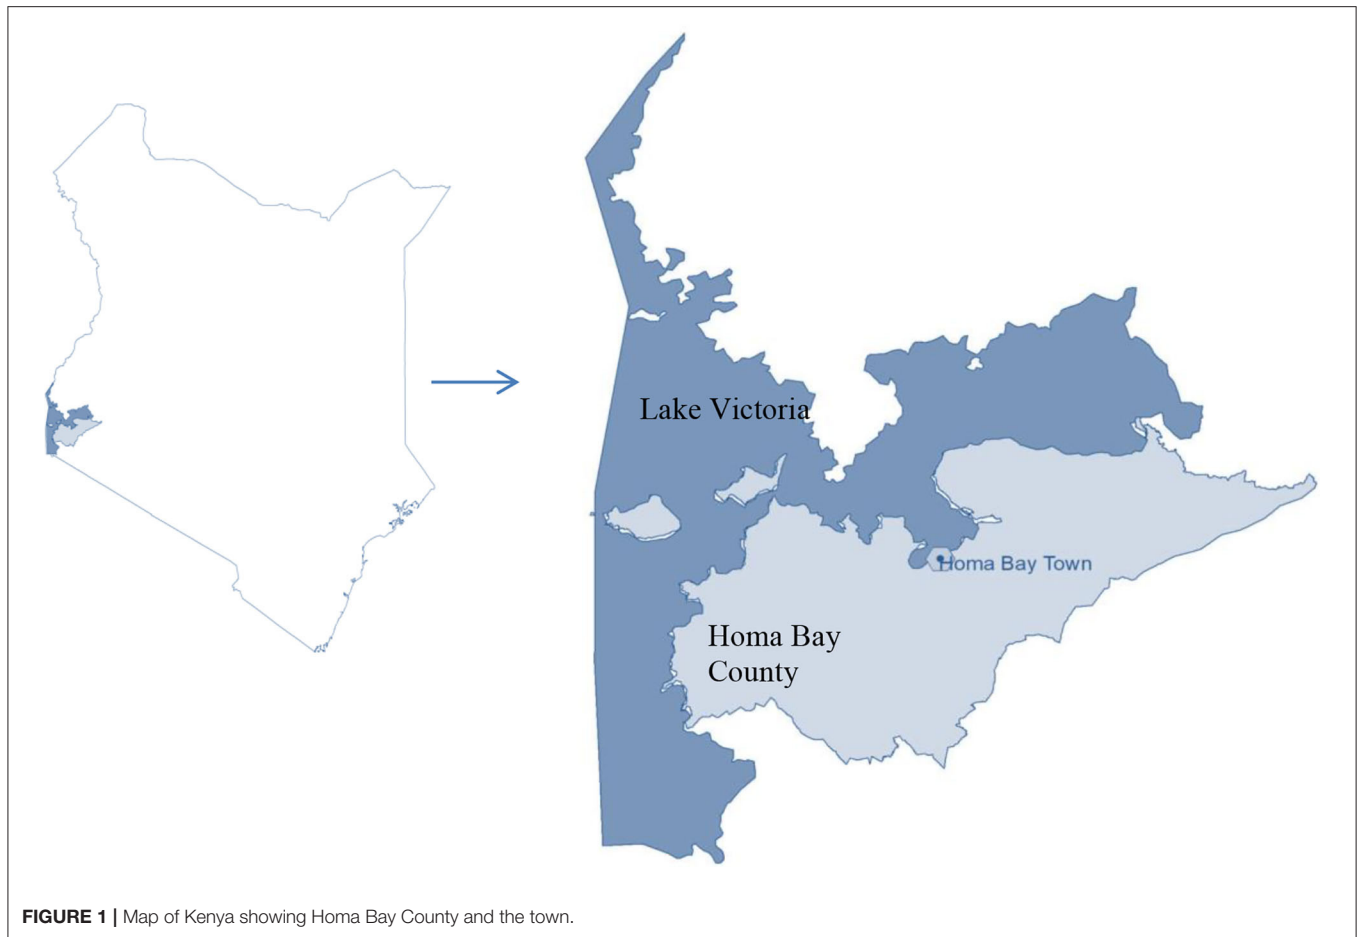 Lake Victoria
Homa Bay Town
Homa Bay
County
FIGURE 1 | Map of Kenya showing Homa Bay County and the town.